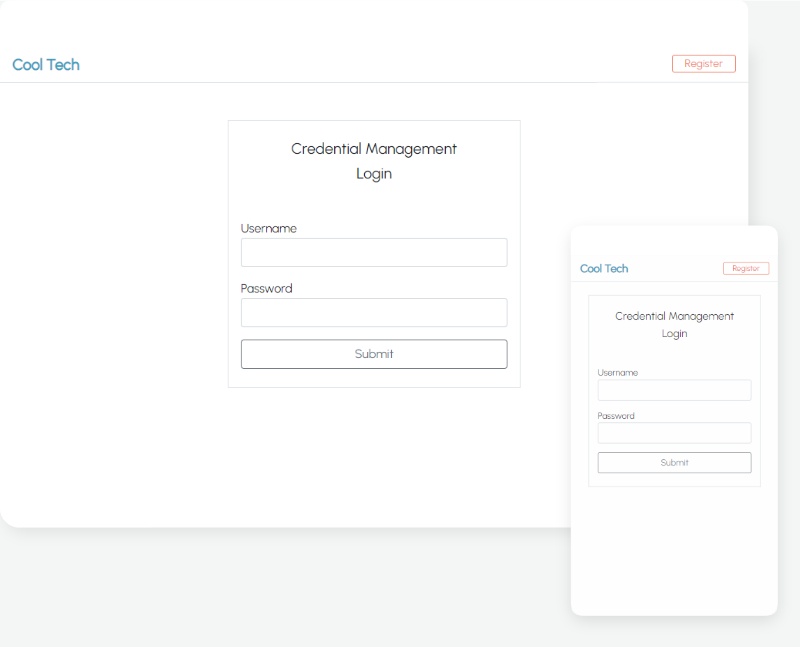 Cool Tech
Register
Credential Management
Login
Username
Password
Submit
Cool Tech
Register
Credential Management
Login
Username
Password
Submit